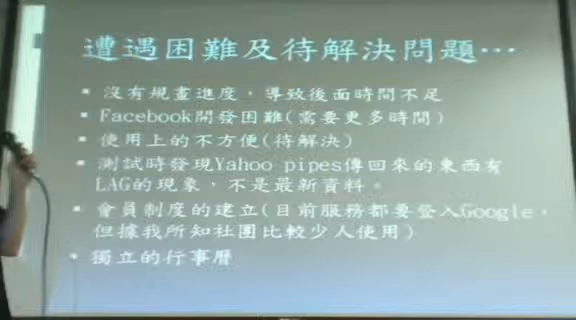 遭遇困難及待解決問題…
▪ 沒有規畫進度，導致後面時間不足
▪ Facebook開發困難(需要更多時間)
▪ 使用上的不方便(待解決)
▪ 測試時發現Yahoo pipes傳回來的東西有
LAG的現象，不是最新資料。
▪ 會員制度的建立(目前服務都要登入Google，
但據我所知社團比較少人使用)
▪ 獨立的行事曆